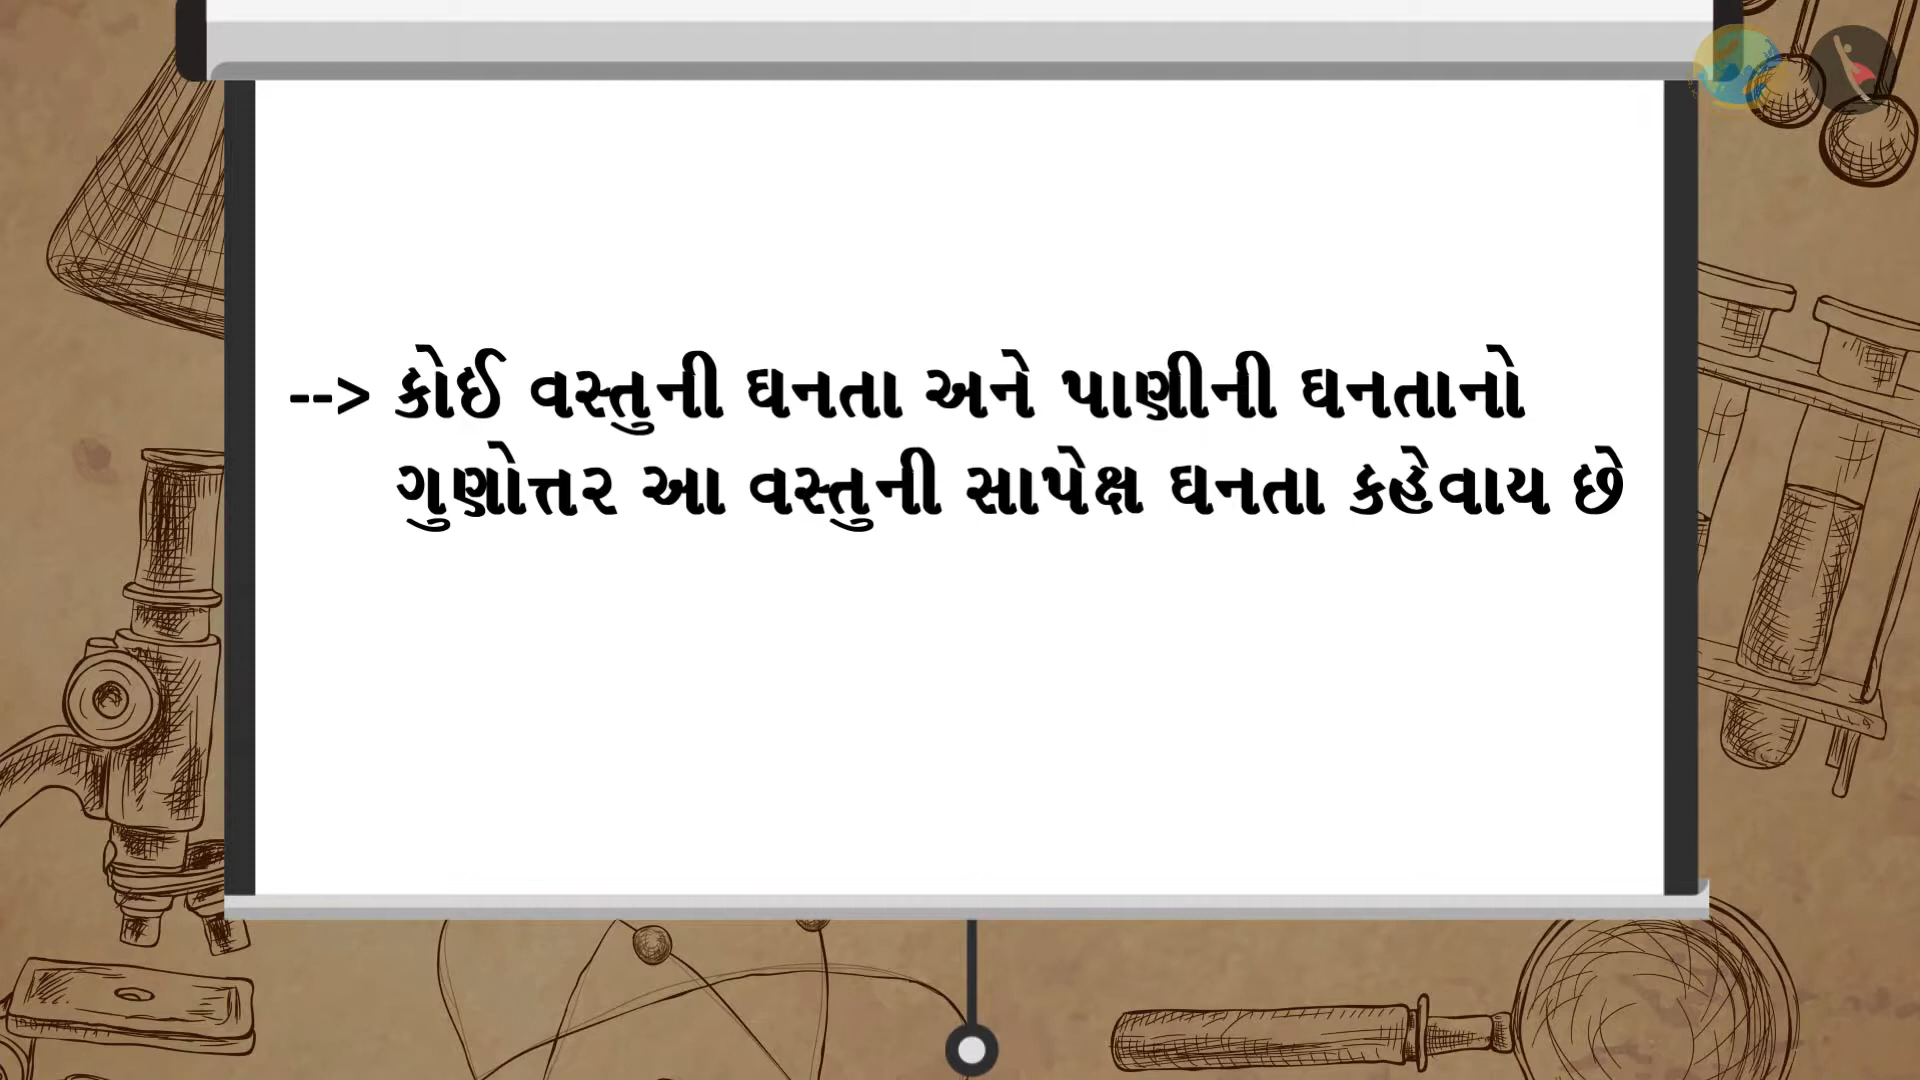 --> કોઈ વસ્તુની ઘનતા અને પાણીની ઘનતાનો
ગુણોત્તર આ વસ્તુની સાપેક્ષ ઘનતા કહેવાય છે